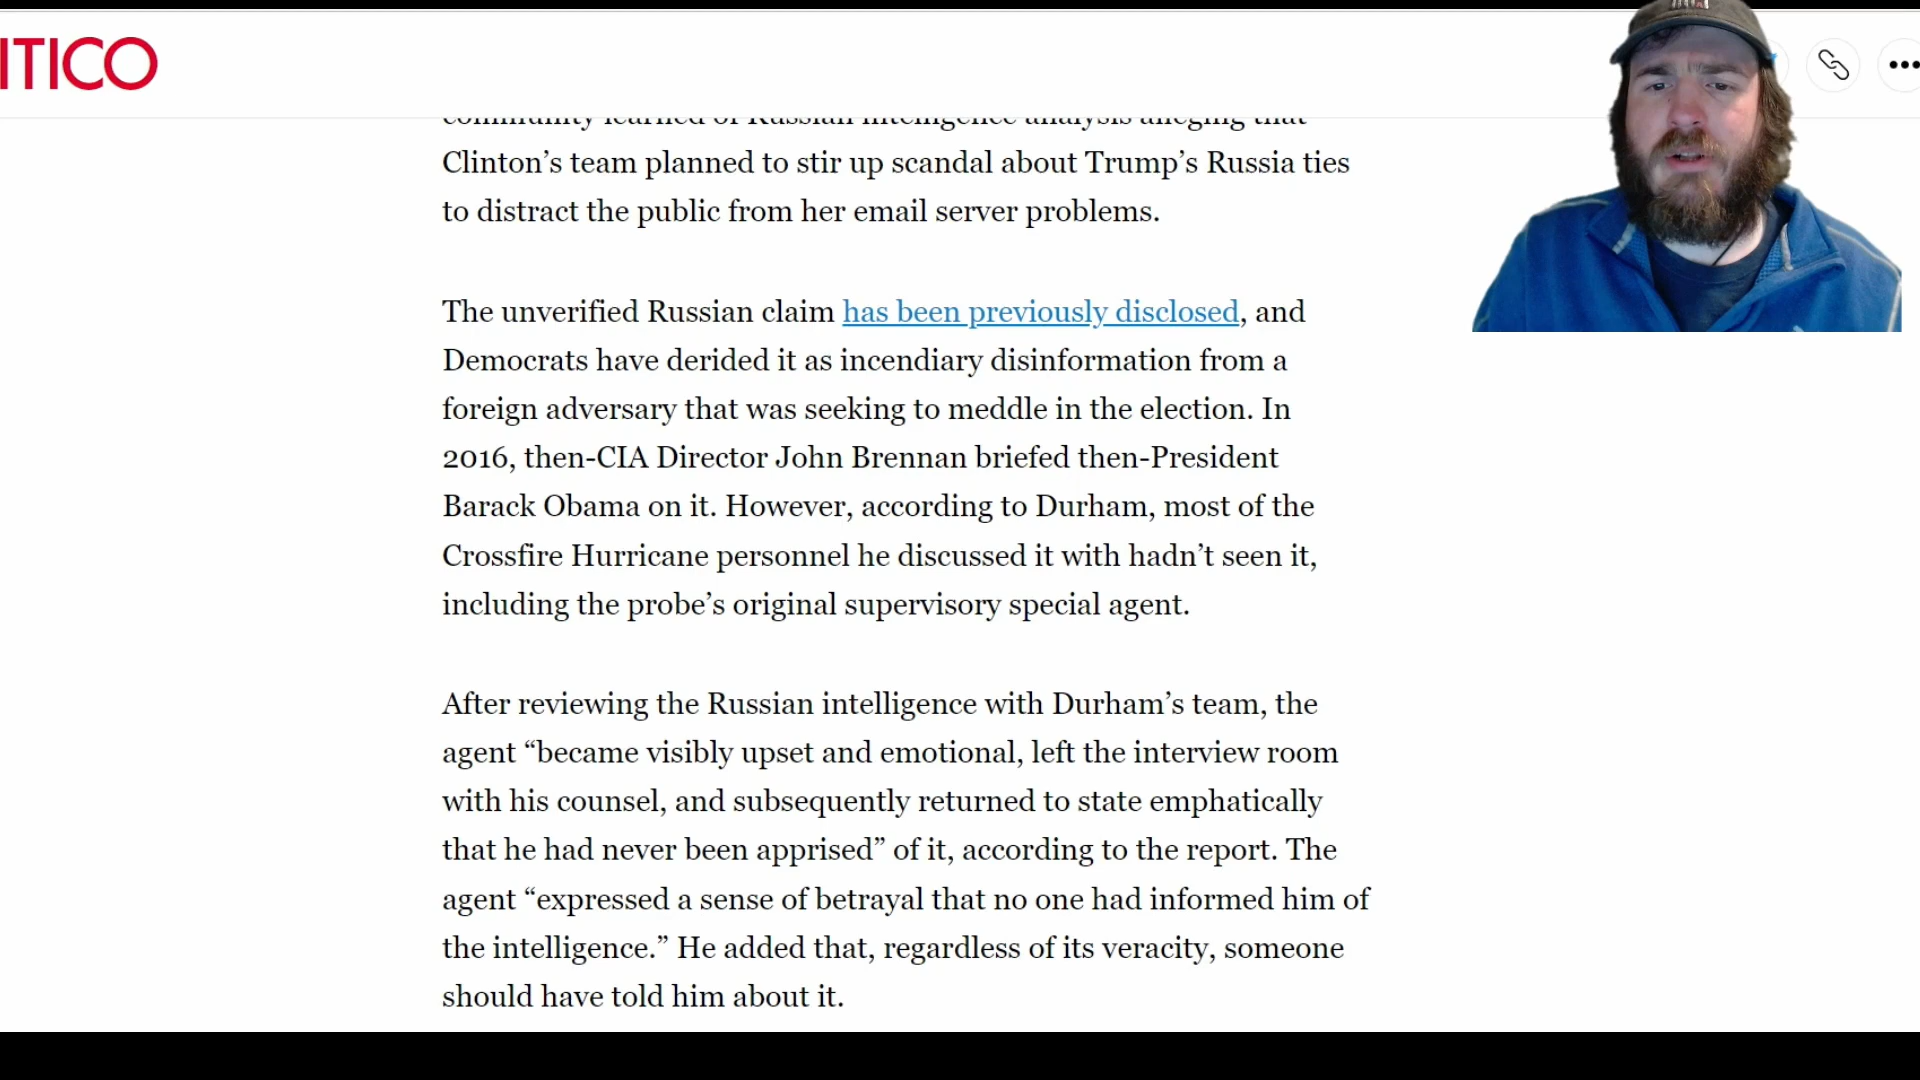 ITICO
community learned of Russian intelligence analysis alleging that
Clinton’s team planned to stir up scandal about Trump’s Russia ties
to distract the public from her email server problems.
The unverified Russian claim has been previously disclosed, and
Democrats have derided it as incendiary disinformation from a
foreign adversary that was seeking to meddle in the election. In
2016, then-CIA Director John Brennan briefed then-President
Barack Obama on it. However, according to Durham, most of the
Crossfire Hurricane personnel he discussed it with hadn’t seen it,
including the probe’s original supervisory special agent.
After reviewing the Russian intelligence with Durham’s team, the
agent “became visibly upset and emotional, left the interview room
with his counsel, and subsequently returned to state emphatically
that he had never been apprised” of it, according to the report. The
agent “expressed a sense of betrayal that no one had informed him of
the intelligence.” He added that, regardless of its veracity, someone
should have told him about it.